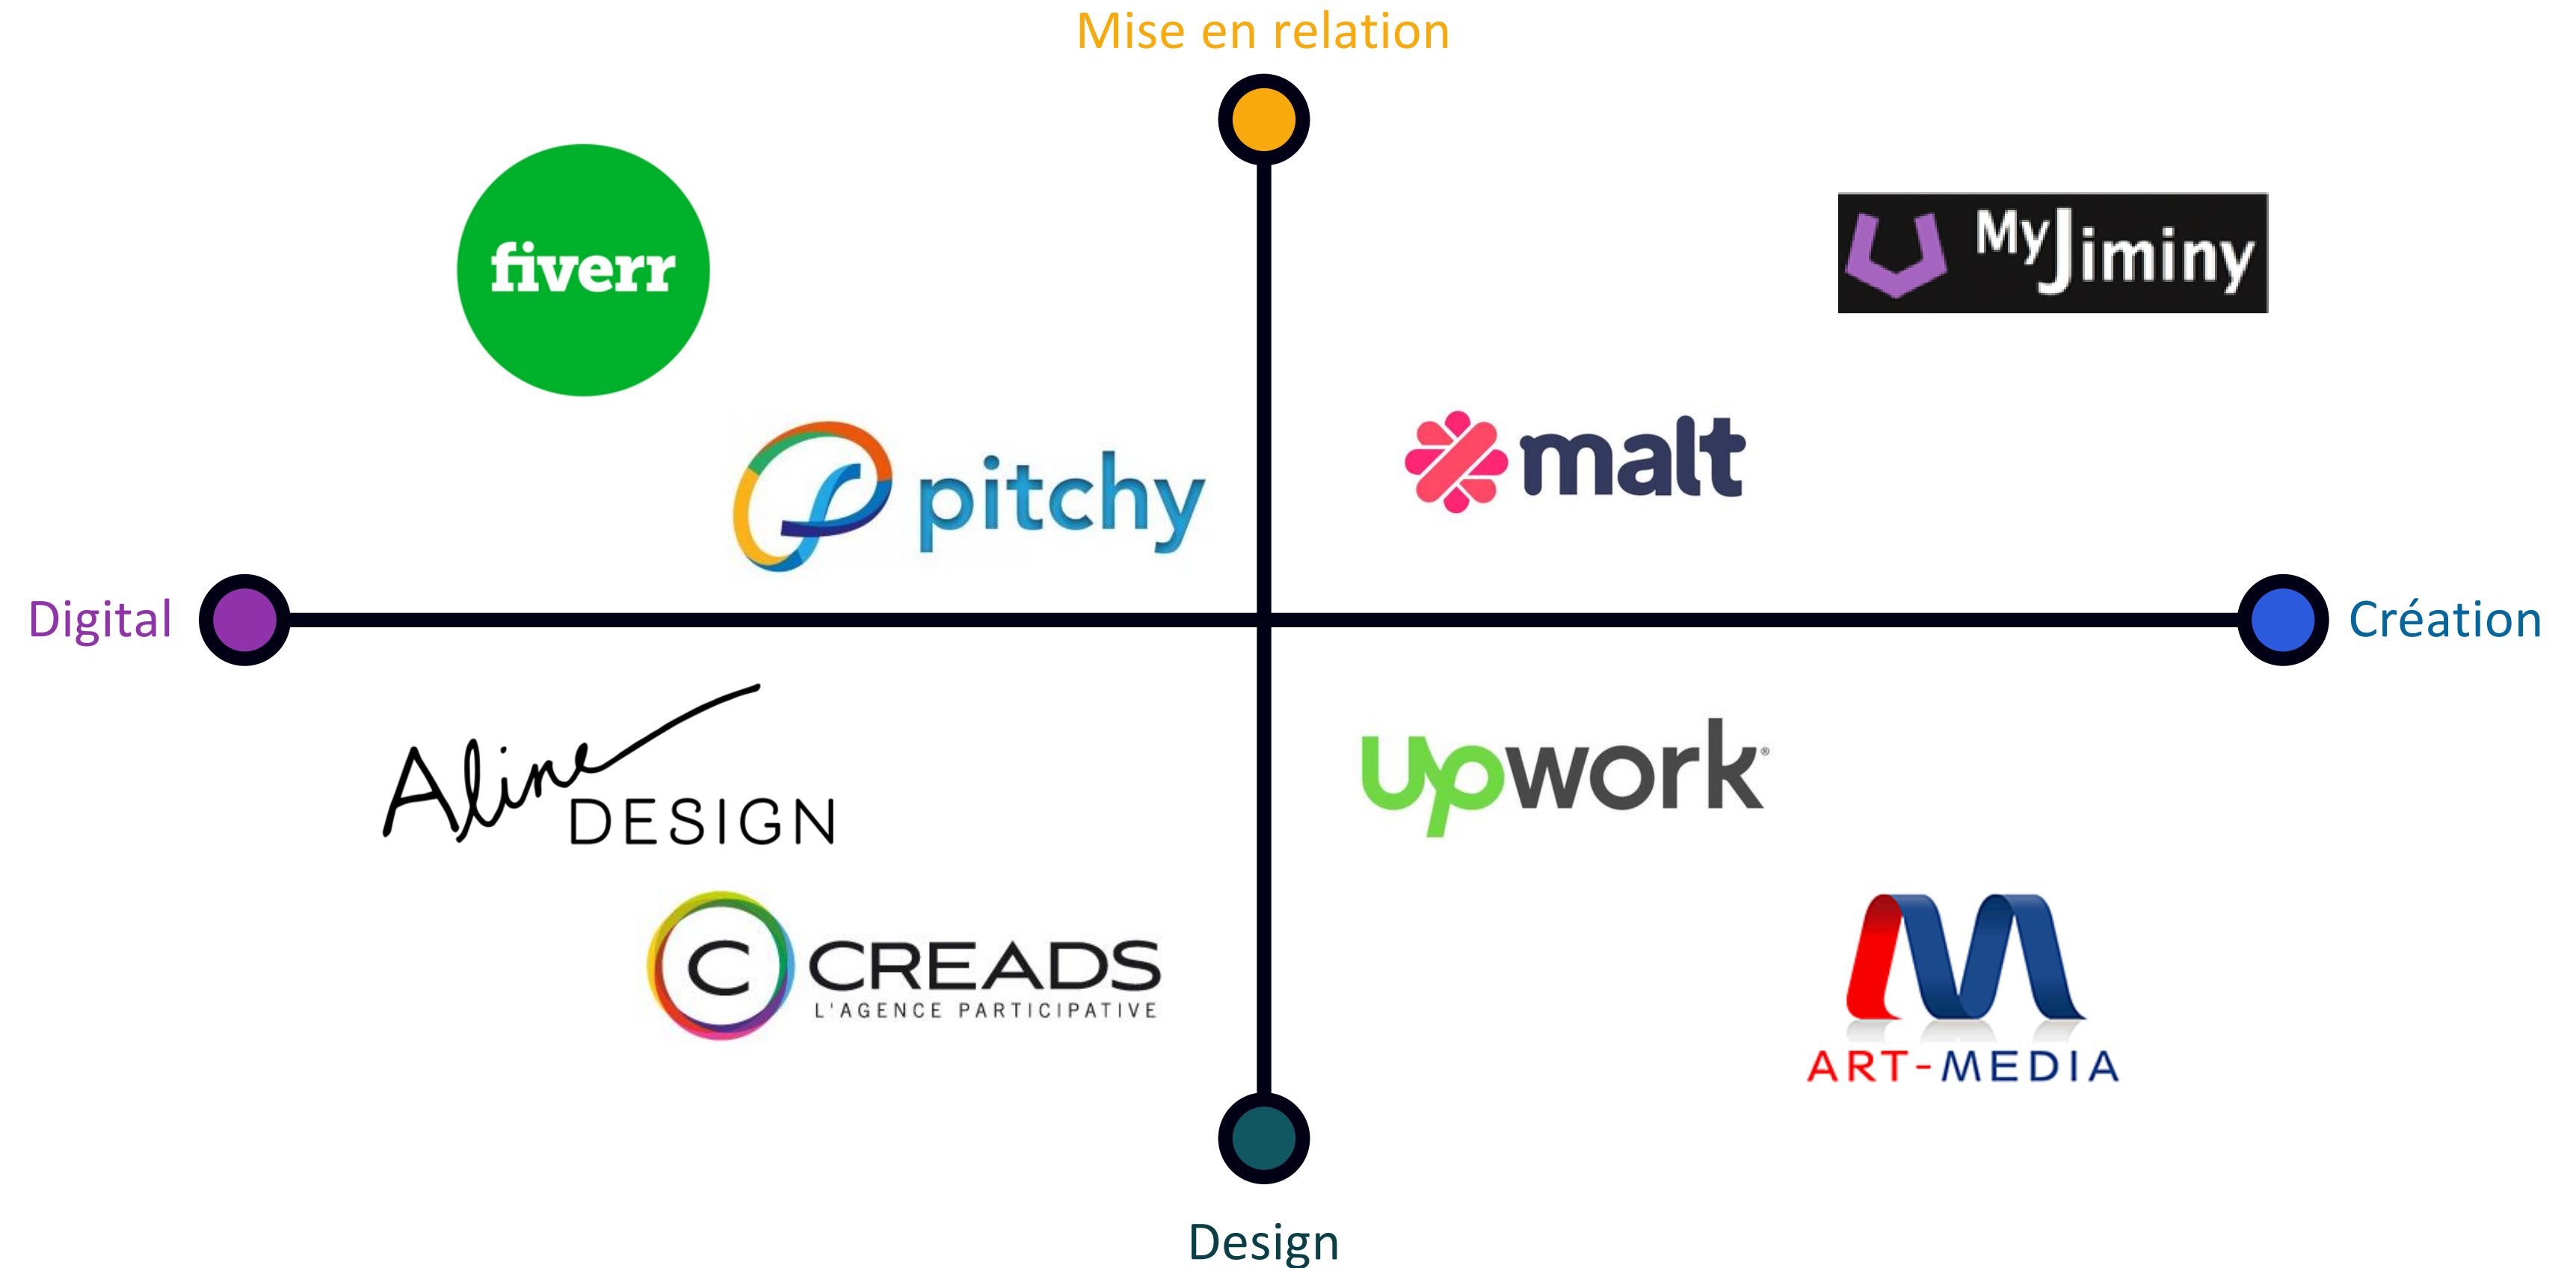 Mise en relation
fiverr
MyJiminy
pitchy
malt
Digital
Création
Aline
DESIGN
upwork®
C CREADS
L'AGENCE PARTICIPATIVE
ART-MEDIA
Design